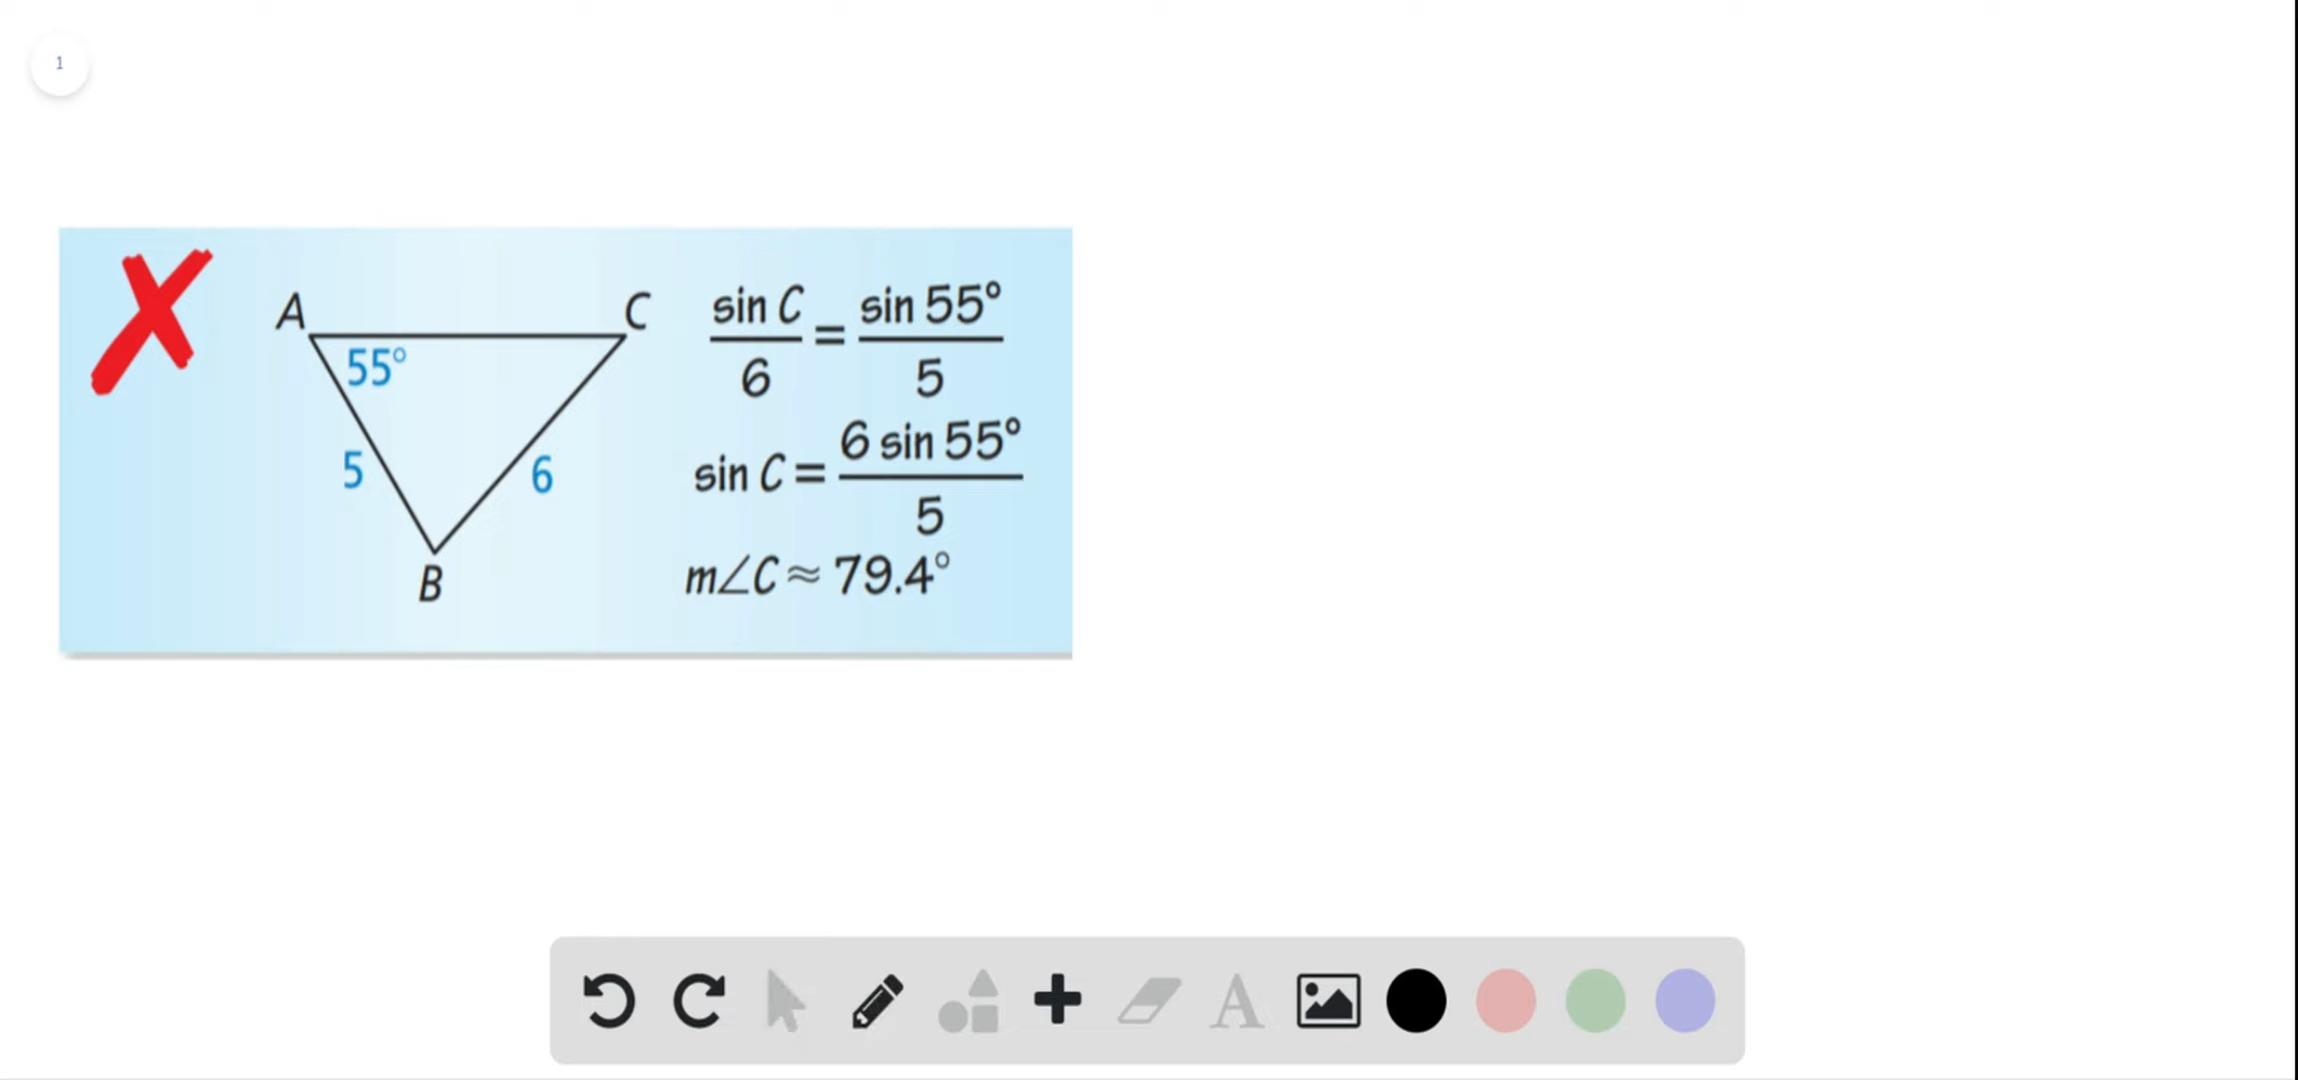 1
A
C
55°
5
6
B
sin C / 6 = sin 55° / 5
sin C = 6 sin 55° / 5
m∠C ≈ 79.4°
A